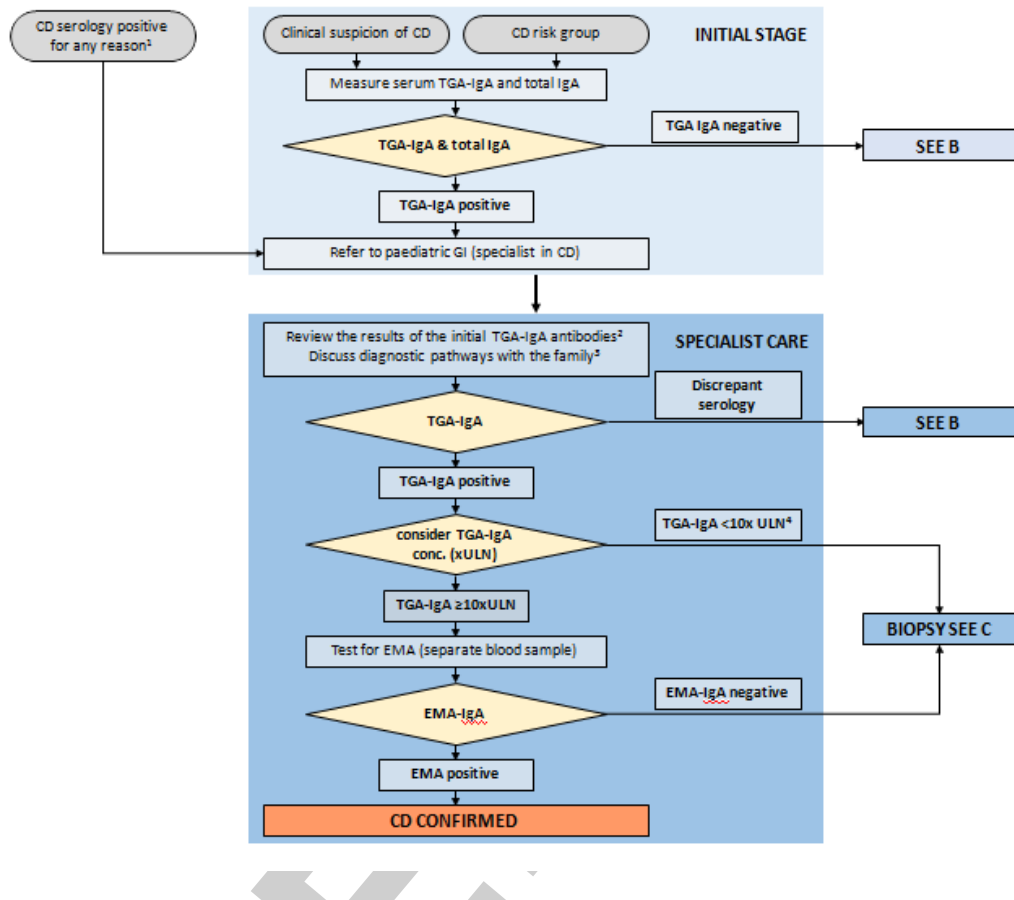 CD serology positive
for any reason¹
Clinical suspicion of CD
CD risk group
INITIAL STAGE
Measure serum TGA-IgA and total IgA
TGA-IgA & total IgA
TGA IgA negative
SEE B
TGA-IgA positive
Refer to paediatric GI (specialist in CD)
Review the results of the initial TGA-IgA antibodies²
Discuss diagnostic pathways with the family³
SPECIALIST CARE
TGA-IgA
Discrepant
serology
SEE B
TGA-IgA positive
consider TGA-IgA
conc. (xULN)
TGA-IgA <10x ULN⁴
TGA-IgA ≥10xULN
BIOPSY SEE C
Test for EMA (separate blood sample)
EMA-IgA
EMA-IgA negative
EMA positive
CD CONFIRMED